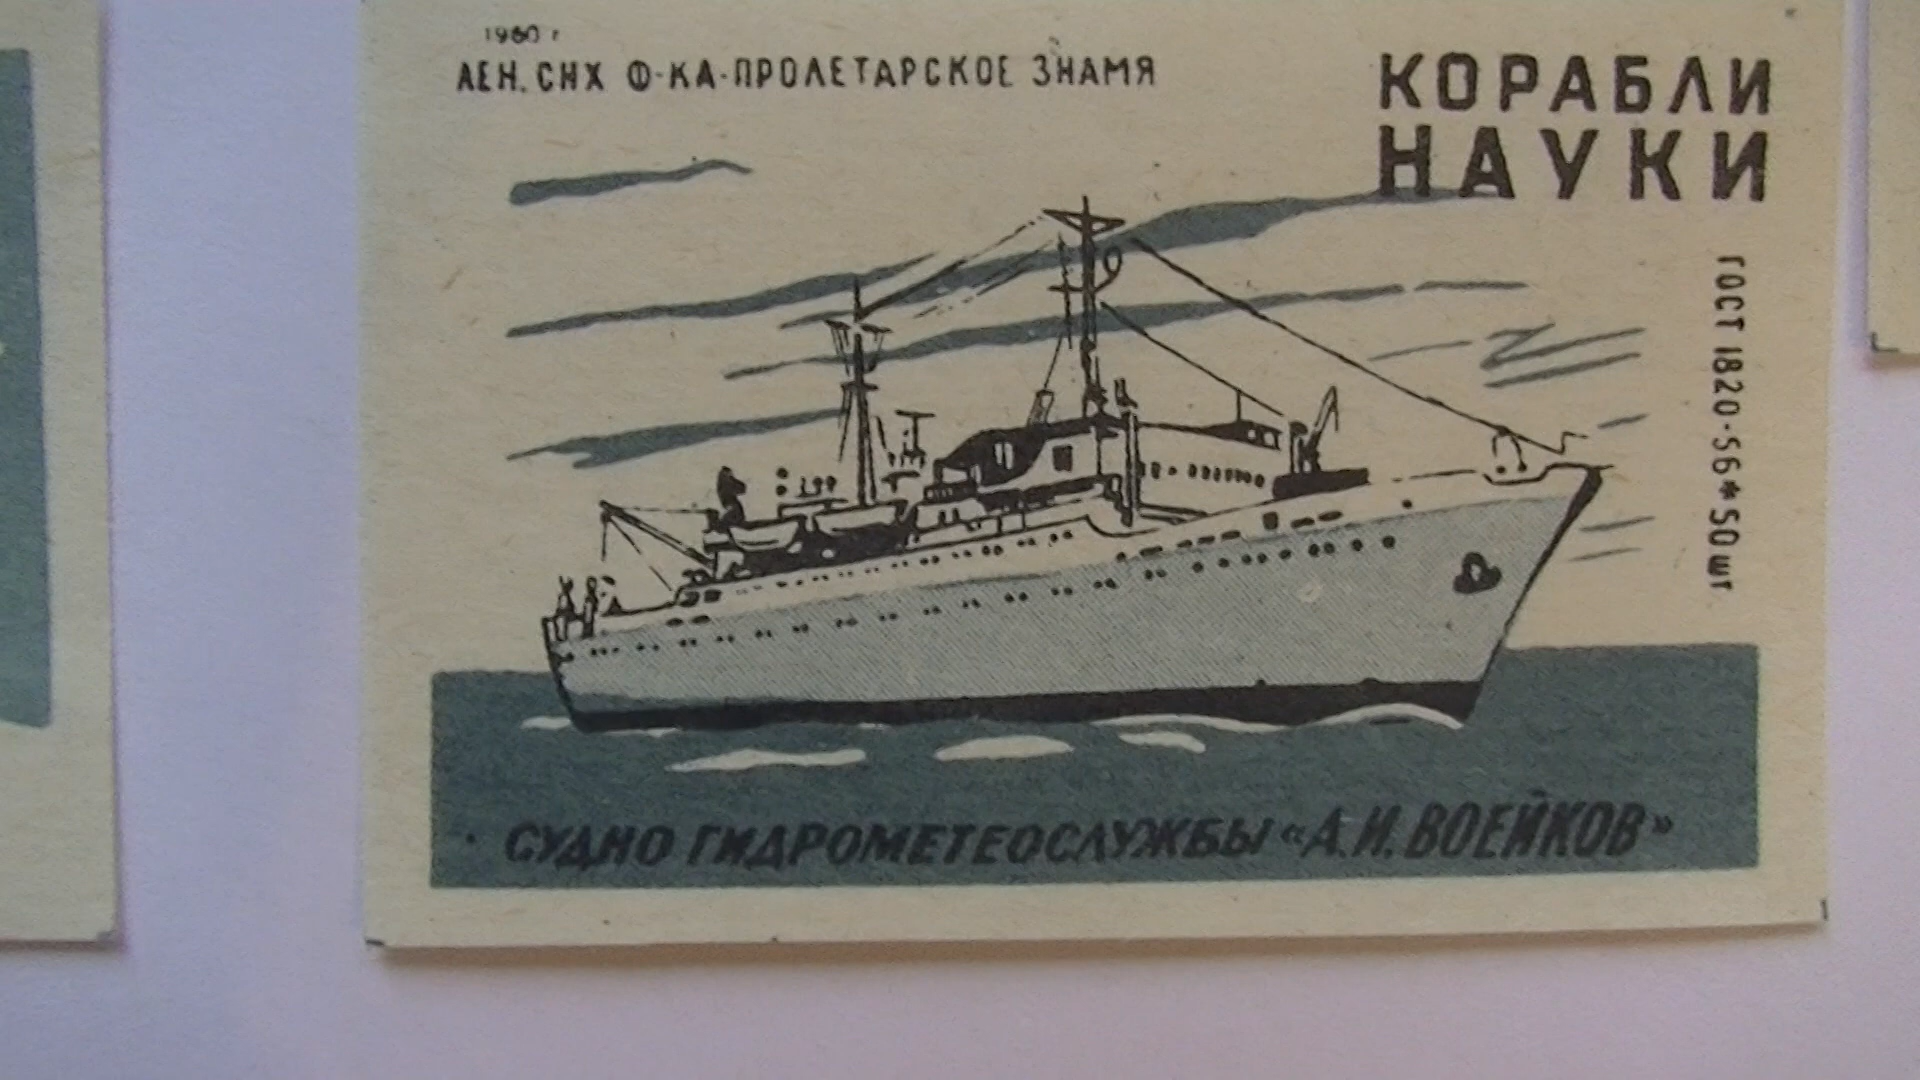 1960 г
ЛЕН. СНХ Ф-КА-ПРОЛЕТАРСКОЕ ЗНАМЯ
КОРАБЛИ
НАУКИ
ГОСТ 1820-56*50шт
СУДНО ГИДРОМЕТЕОСЛУЖБЫ «А.И. ВОЕЙКОВ»